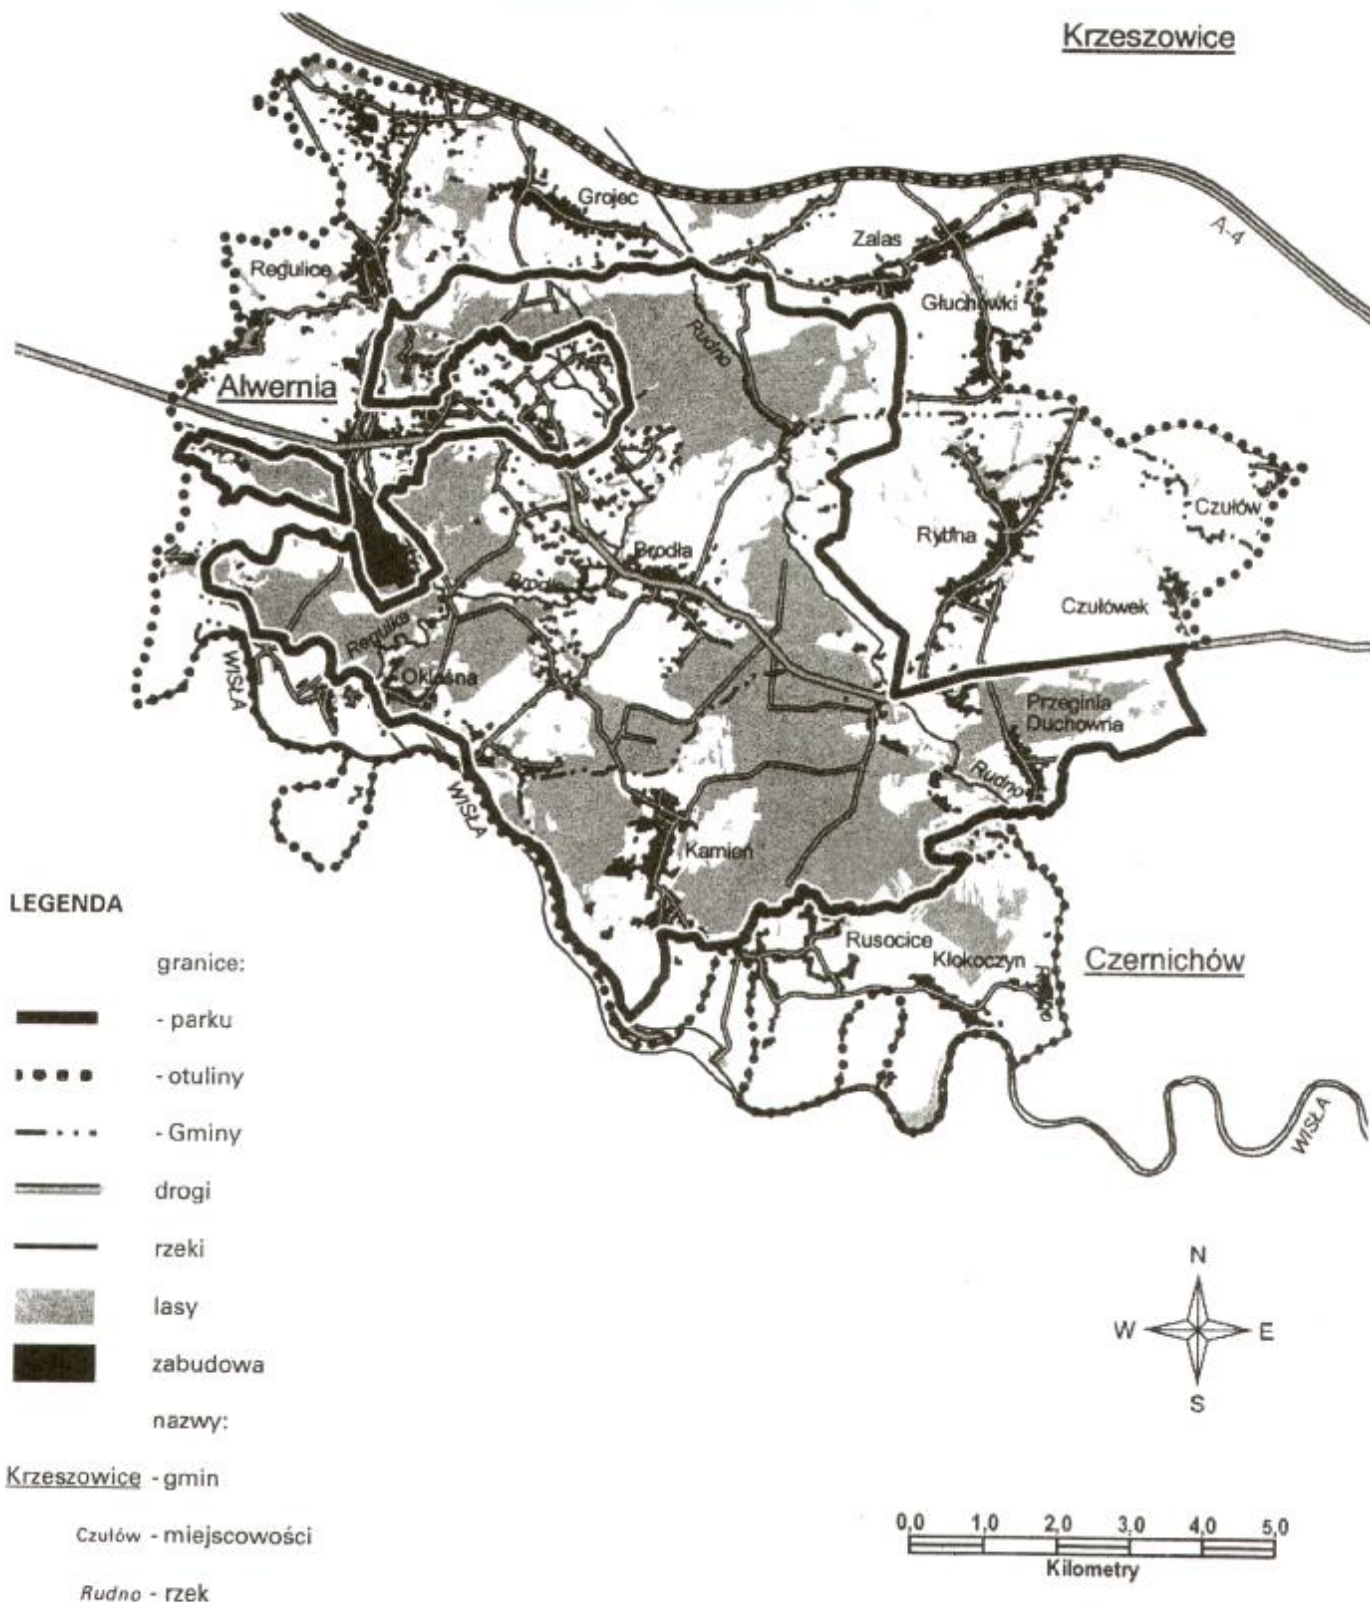 Krzeszowice
Grojec
Zalas
A-4
Regulice
Głuchówki
Rudno
Alwernia
Czułów
Rybna
Brodła
Brodła
Czułówek
Regulka
Okleśna
WISŁA
Przeginia
Duchowna
Rudno
WISŁA
Kamień
LEGENDA
Rusocice
Kłokoczyn
Czernichów
granice:
- parku
- otuliny
- Gminy
WISŁA
drogi
rzeki
lasy
zabudowa
N
W E
S
nazwy:
Krzeszowice - gmin
Czułów - miejscowości
Rudno - rzek
0,0 1,0 2,0 3,0 4,0 5,0
Kilometry